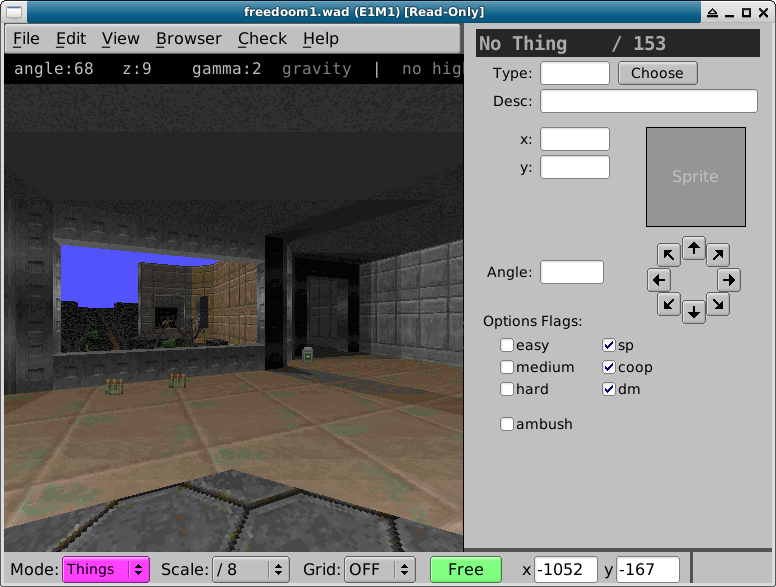 freedoom1.wad (E1M1) [Read-Only]
File Edit View Browser Check Help
angle:68 z:9 gamma:2 gravity | no hig
No Thing / 153
Type: Choose
Desc:
x:
y:
Sprite
Angle:
Options Flags:
easy sp
medium coop
hard dm
ambush
Mode: Things Scale: / 8 Grid: OFF Free x -1052 y -167